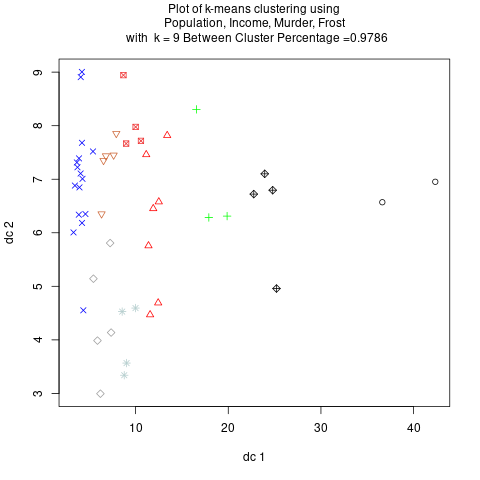 Plot of k-means clustering using
Population, Income, Murder, Frost
with k = 9 Between Cluster Percentage =0.9786
9
8
7
6
5
4
3
dc 2
10 20 30 40
dc 1